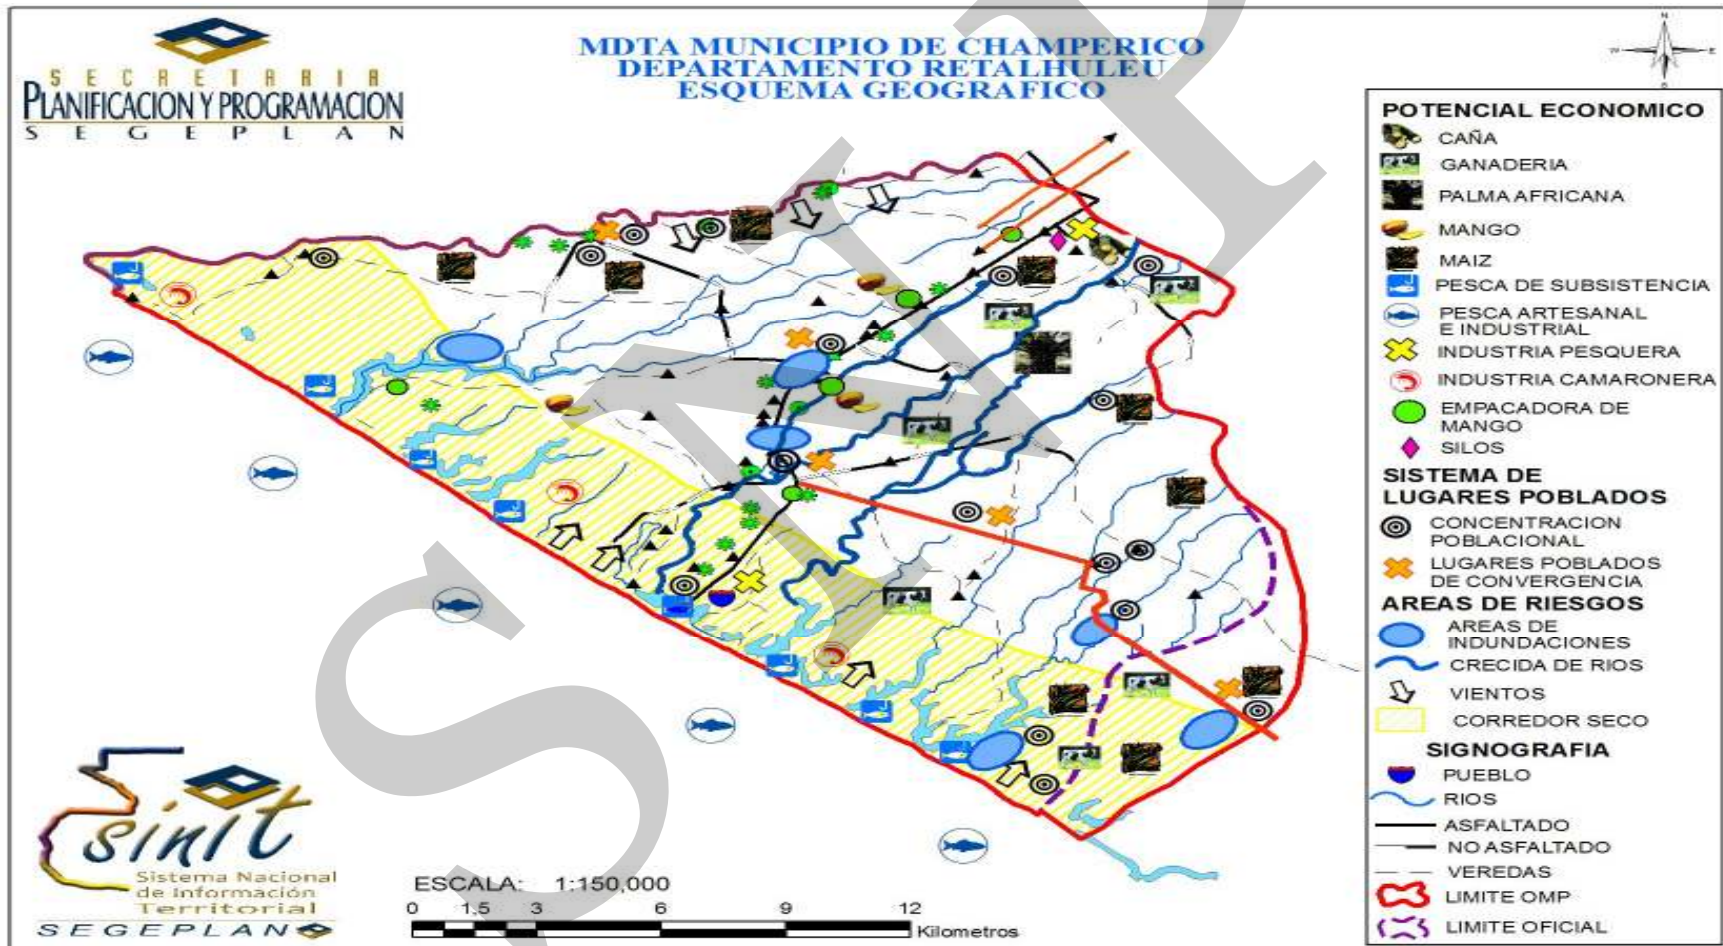 SECRETARIA
PLANIFICACION Y PROGRAMACION
SEGEPLAN
MDTA MUNICIPIO DE CHAMPERICO
DEPARTAMENTO RETALHULEU
ESQUEMA GEOGRAFICO
N
W
E
S
POTENCIAL ECONOMICO
CAÑA
GANADERIA
PALMA AFRICANA
MANGO
MAIZ
PESCA DE SUBSISTENCIA
PESCA ARTESANAL
E INDUSTRIAL
INDUSTRIA PESQUERA
INDUSTRIA CAMARONERA
EMPACADORA DE
MANGO
SILOS
SISTEMA DE
LUGARES POBLADOS
CONCENTRACION
POBLACIONAL
LUGARES POBLADOS
DE CONVERGENCIA
AREAS DE RIESGOS
AREAS DE
INDUNDACIONES
CRECIDA DE RIOS
VIENTOS
CORREDOR SECO
SIGNOGRAFIA
PUEBLO
RIOS
ASFALTADO
NO ASFALTADO
VEREDAS
LIMITE OMP
LIMITE OFICIAL
sinit
Sistema Nacional
de Información
Territorial
SEGEPLAN
ESCALA: 1:150,000
0 1,5 3 6 9 12
Kilometros